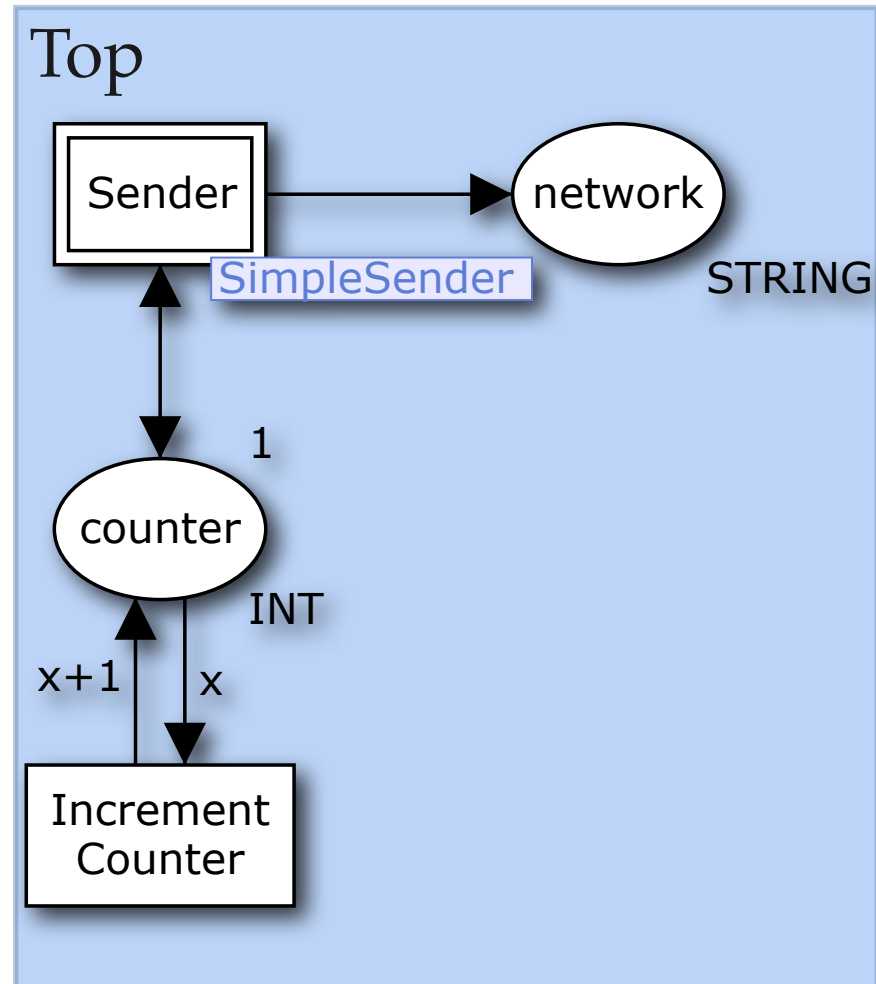 Top
Sender
network
SimpleSender
STRING
1
counter
INT
x+1
x
Increment
Counter